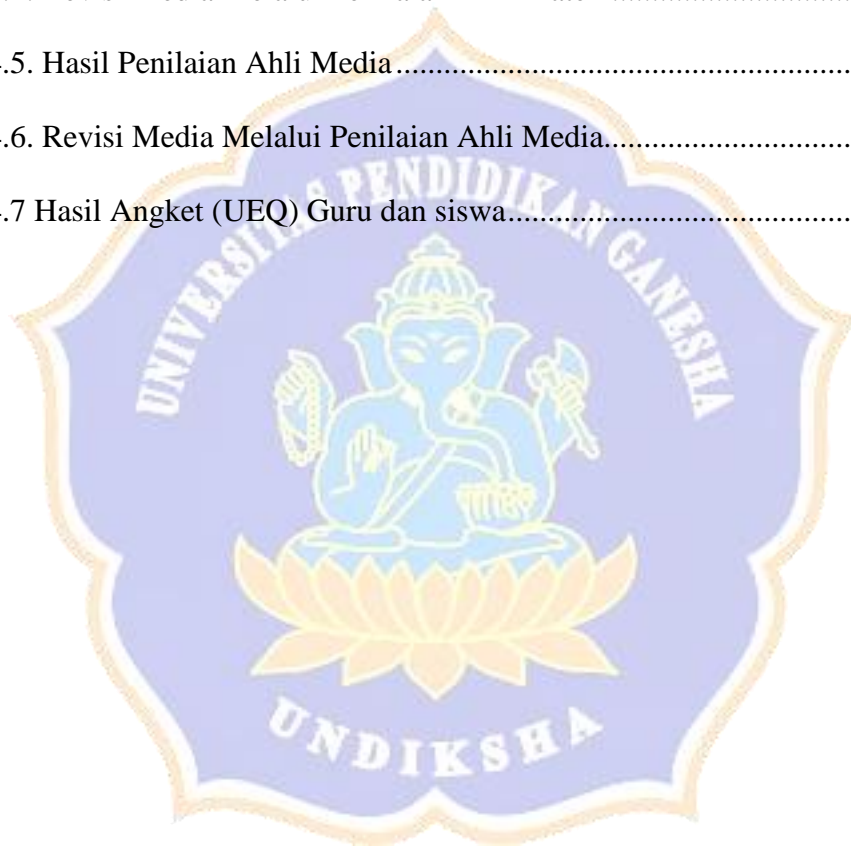 .5. Hasil Penilaian Ahli Media
.6. Revisi Media Melalui Penilaian Ahli Media
.7 Hasil Angket (UEQ) Guru dan siswa
UNIVERSITAS PENDIDIKAN GANESHA
UNDIKSHA